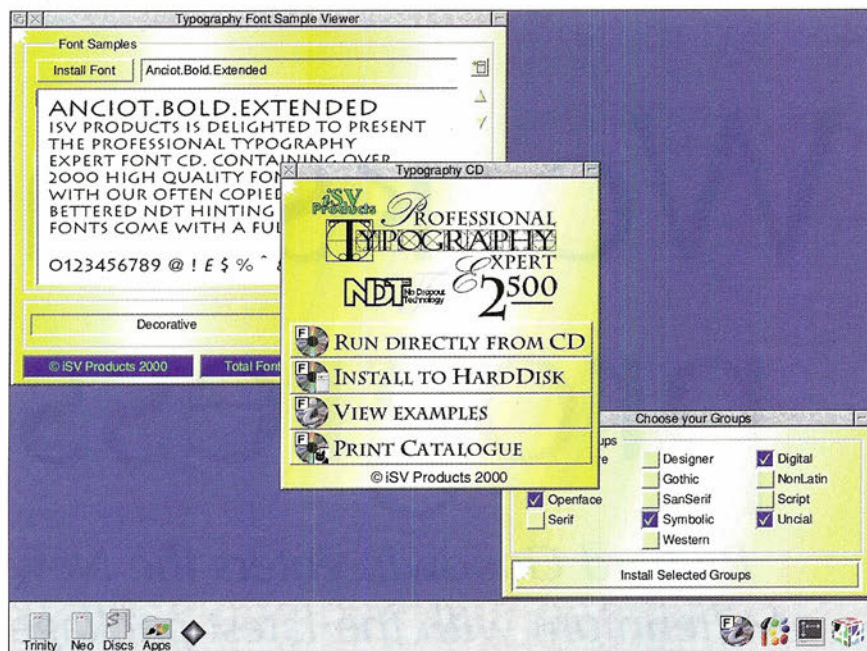 Typography Font Sample Viewer
Font Samples
Install Font
Anciot.Bold.Extended
ANCIOT.BOLD.EXTENDED
ISV PRODUCTS IS DELIGHTED TO PRESENT
THE PROFESSIONAL TYPOGRAPHY
EXPERT FONT CD. CONTAINING OVER
2000 HIGH QUALITY
WITH OUR OFTEN COPIED
BETTERED NDT HINTING
FONTS COME WITH A
0123456789 @ ! £ $ % ^
Decorative
© iSV Products 2000
Total
Typography CD
iSV
Products
PROFESSIONAL
TYPOGRAPHY
EXPERT
2500
NDT No Dropout
Technology
RUN DIRECTLY FROM CD
INSTALL TO HARDDISK
VIEW EXAMPLES
PRINT CATALOGUE
© iSV Products 2000
Choose your Groups
Designer
Digital
Gothic
NonLatin
Openface
SanSerif
Script
Serif
Symbolic
Uncial
Western
Install Selected Groups
Trinity
Neo
Discs
Apps